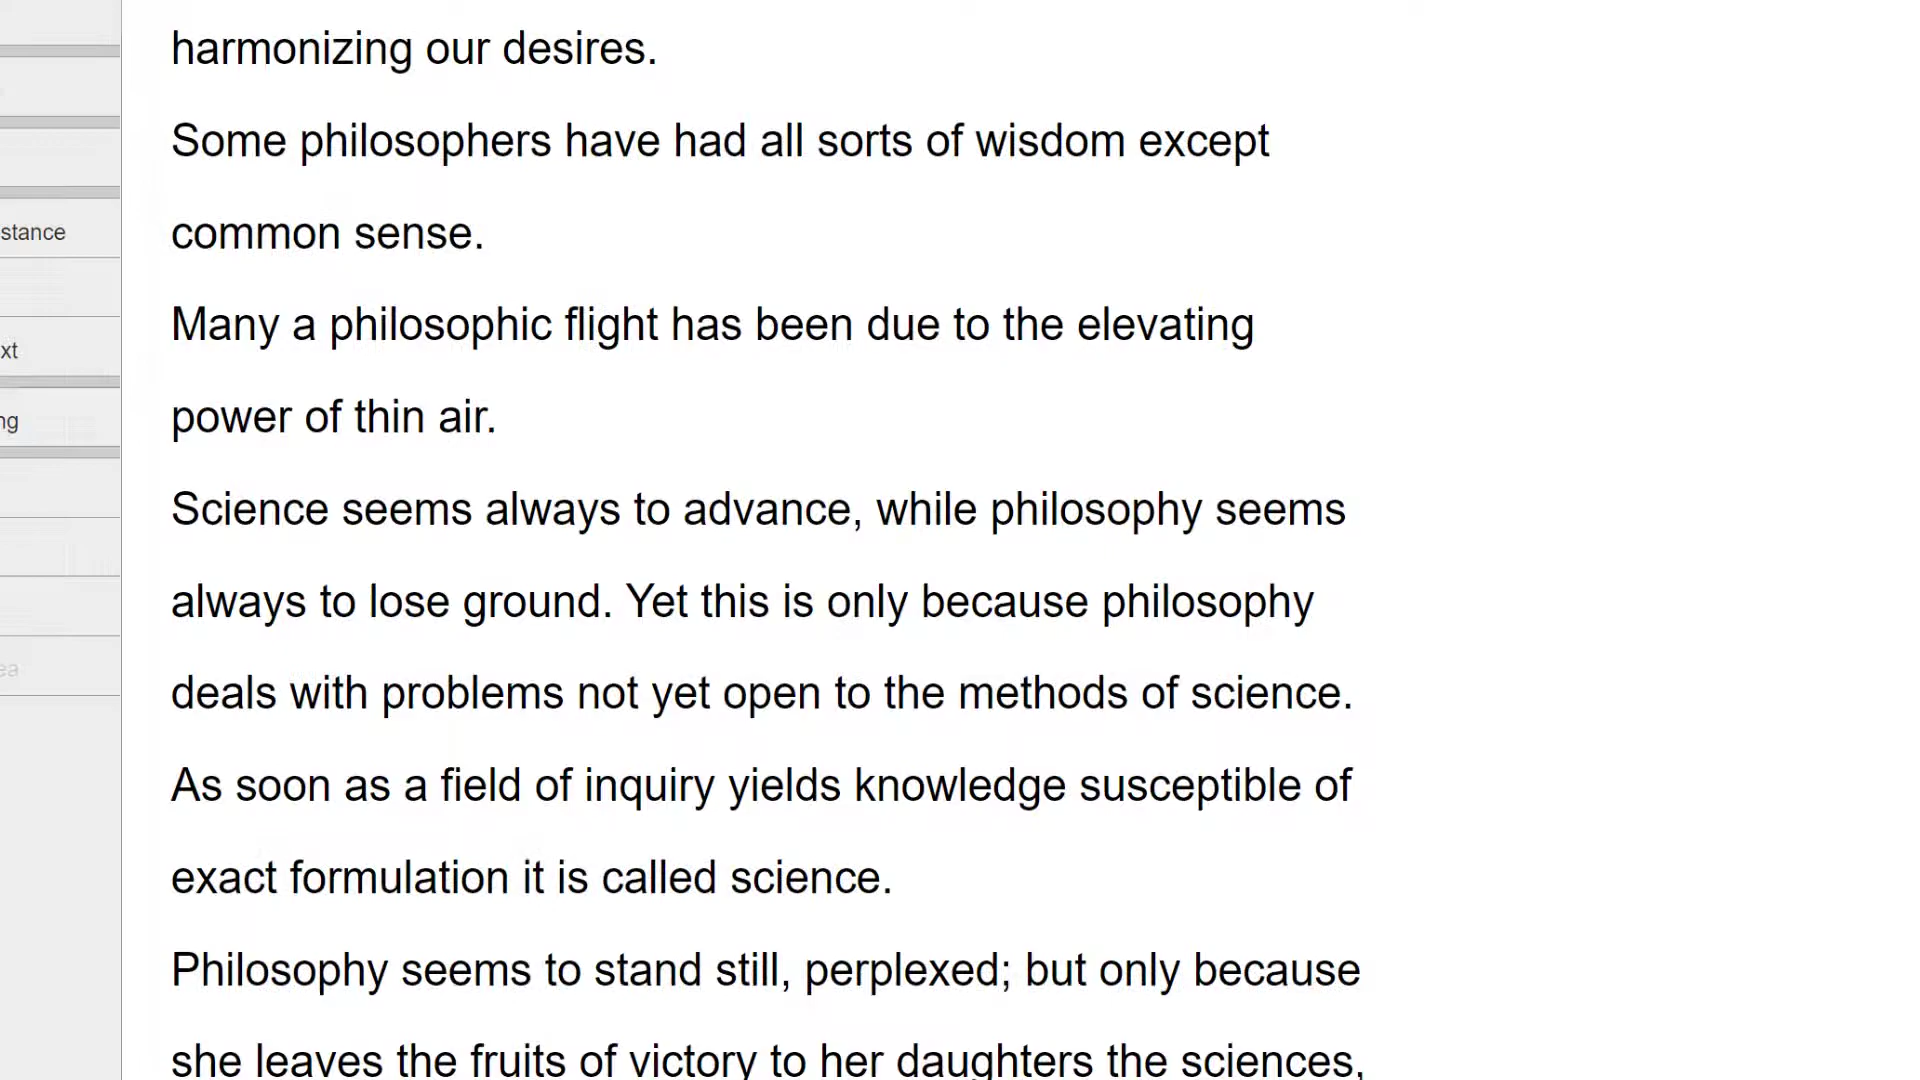 harmonizing our desires.
Some philosophers have had all sorts of wisdom except
common sense.
Many a philosophic flight has been due to the elevating
power of thin air.
Science seems always to advance, while philosophy seems
always to lose ground. Yet this is only because philosophy
deals with problems not yet open to the methods of science.
As soon as a field of inquiry yields knowledge susceptible of
exact formulation it is called science.
Philosophy seems to stand still, perplexed; but only because
she leaves the fruits of victory to her daughters the sciences,
stance
xt
ng
ea